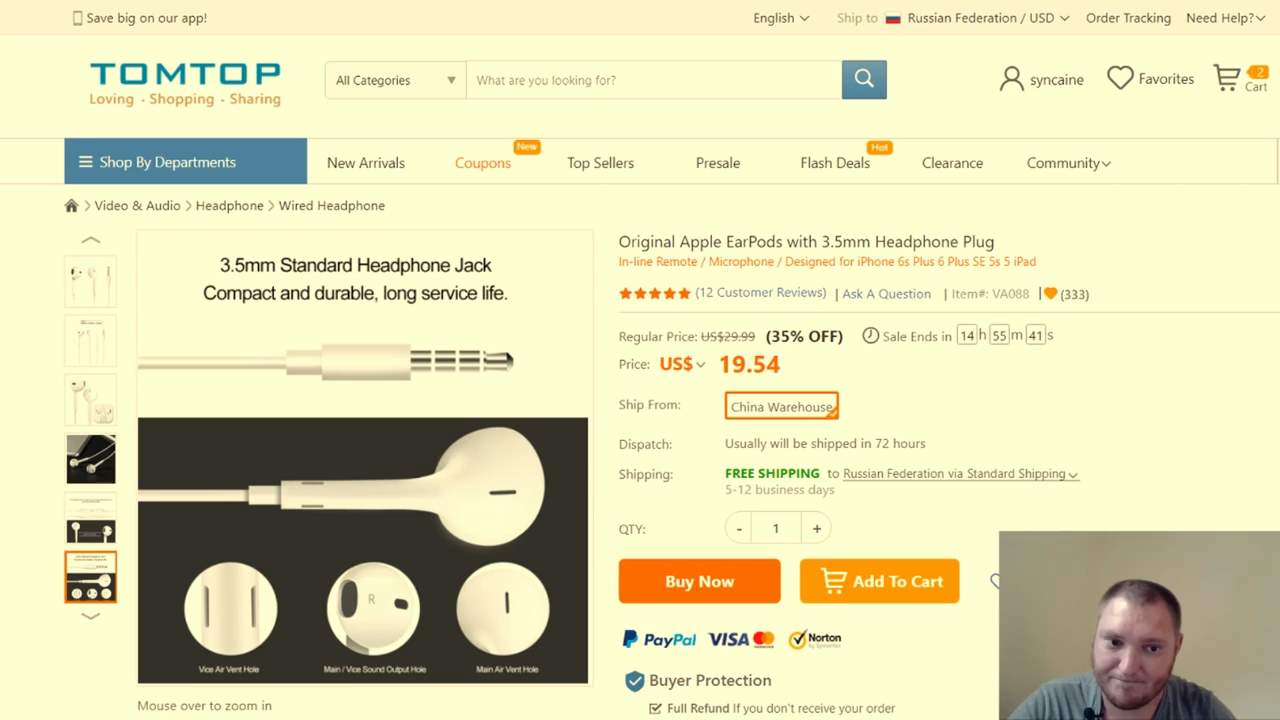 Save big on our app!
English
Ship to Russian Federation / USD
Order Tracking
Need Help?
TOMTOP
Loving · Shopping · Sharing
All Categories
What are you looking for?
syncaine
Favorites
2
Cart
Shop By Departments
New Arrivals
Coupons
New
Top Sellers
Presale
Flash Deals
Hot
Clearance
Community
Video & Audio > Headphone > Wired Headphone
3.5mm Standard Headphone Jack
Compact and durable, long service life.
R
Vice Air Vent Hole
Main / Vice Sound Output Hole
Main Air Vent Hole
Mouse over to zoom in
Original Apple EarPods with 3.5mm Headphone Plug
In-line Remote / Microphone / Designed for iPhone 6s Plus 6 Plus SE 5s 5 iPad
(12 Customer Reviews) | Ask A Question | Item#: VA088 | (333)
Regular Price: US$29.99 (35% OFF) Sale Ends in 14 h 55 m 41 s
Price: US$ 19.54
Ship From: China Warehouse
Dispatch: Usually will be shipped in 72 hours
Shipping: FREE SHIPPING to Russian Federation via Standard Shipping
5-12 business days
QTY: - 1 +
Buy Now
Add To Cart
PayPal VISA Norton
by Symantec
Buyer Protection
Full Refund If you don't receive your order